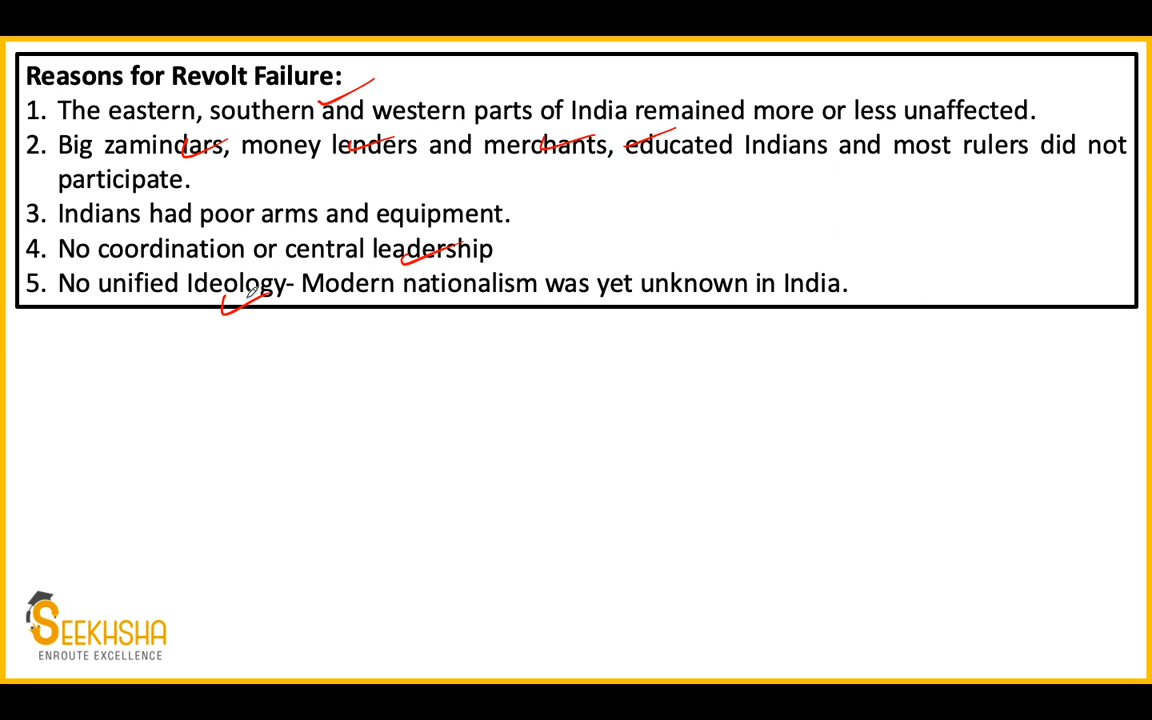 Reasons for Revolt Failure:
1. The eastern, southern and western parts of India remained more or less unaffected.
2. Big zamindars, money lenders and merchants, educated Indians and most rulers did not
participate.
3. Indians had poor arms and equipment.
4. No coordination or central leadership
5. No unified Ideology- Modern nationalism was yet unknown in India.
SEEKHSHA
ENROUTE EXCELLENCE